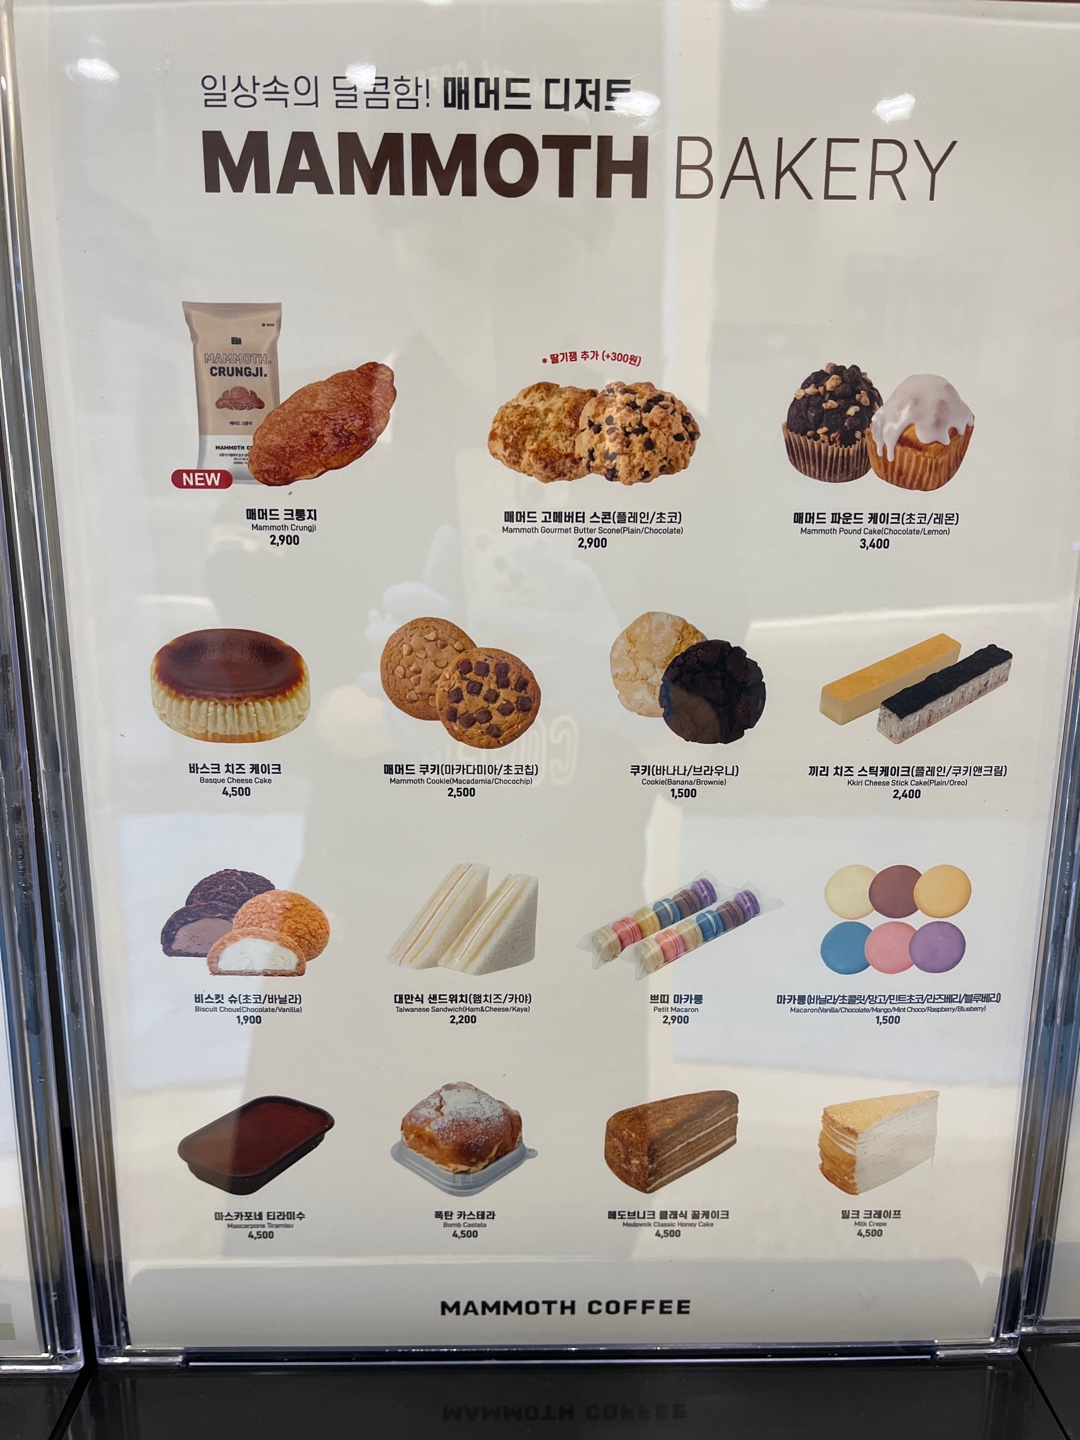 일상속의 달콤함! 매머드 디저트
MAMMOTH BAKERY
MAMMOTH.
CRUNGJI.
매머드 크룽지
NEW
매머드 크룽지
Mammoth Crungji
2,900
* 딸기잼 추가 (+300원)
매머드 고메버터 스콘(플레인/초코)
Mammoth Gourmet Butter Scone(Plain/Chocolate)
2,900
매머드 파운드 케이크(초코/레몬)
Mammoth Pound Cake(Chocolate/Lemon)
3,400
바스크 치즈 케이크
Basque Cheese Cake
4,500
매머드 쿠키(마카다미아/초코칩)
Mammoth Cookie(Macadamia/Chocochip)
2,500
쿠키(바나나/브라우니)
Cookie(Banana/Brownie)
1,500
끼리 치즈 스틱케이크(플레인/쿠키앤크림)
Kkiri Cheese Stick Cake(Plain/Oreo)
2,400
비스킷 슈(초코/바닐라)
Biscuit Choux(Chocolate/Vanilla)
1,900
대만식 샌드위치(햄치즈/카야)
Taiwanese Sandwich(Ham&Cheese/Kaya)
2,200
쁘띠 마카롱
Petit Macaron
2,900
마카롱(바닐라/초콜릿/망고/민트초코/라즈베리/블루베리)
Macaron(Vanilla/Chocolate/Mango/Mint Choco/Raspberry/Blueberry)
1,500
마스카포네 티라미수
Mascarpone Tiramisu
4,500
폭탄 카스테라
Bomb Castela
4,500
메도브니크 클래식 꿀케이크
Medovnik Classic Honey Cake
4,500
밀크 크레이프
Milk Crepe
4,500
MAMMOTH COFFEE